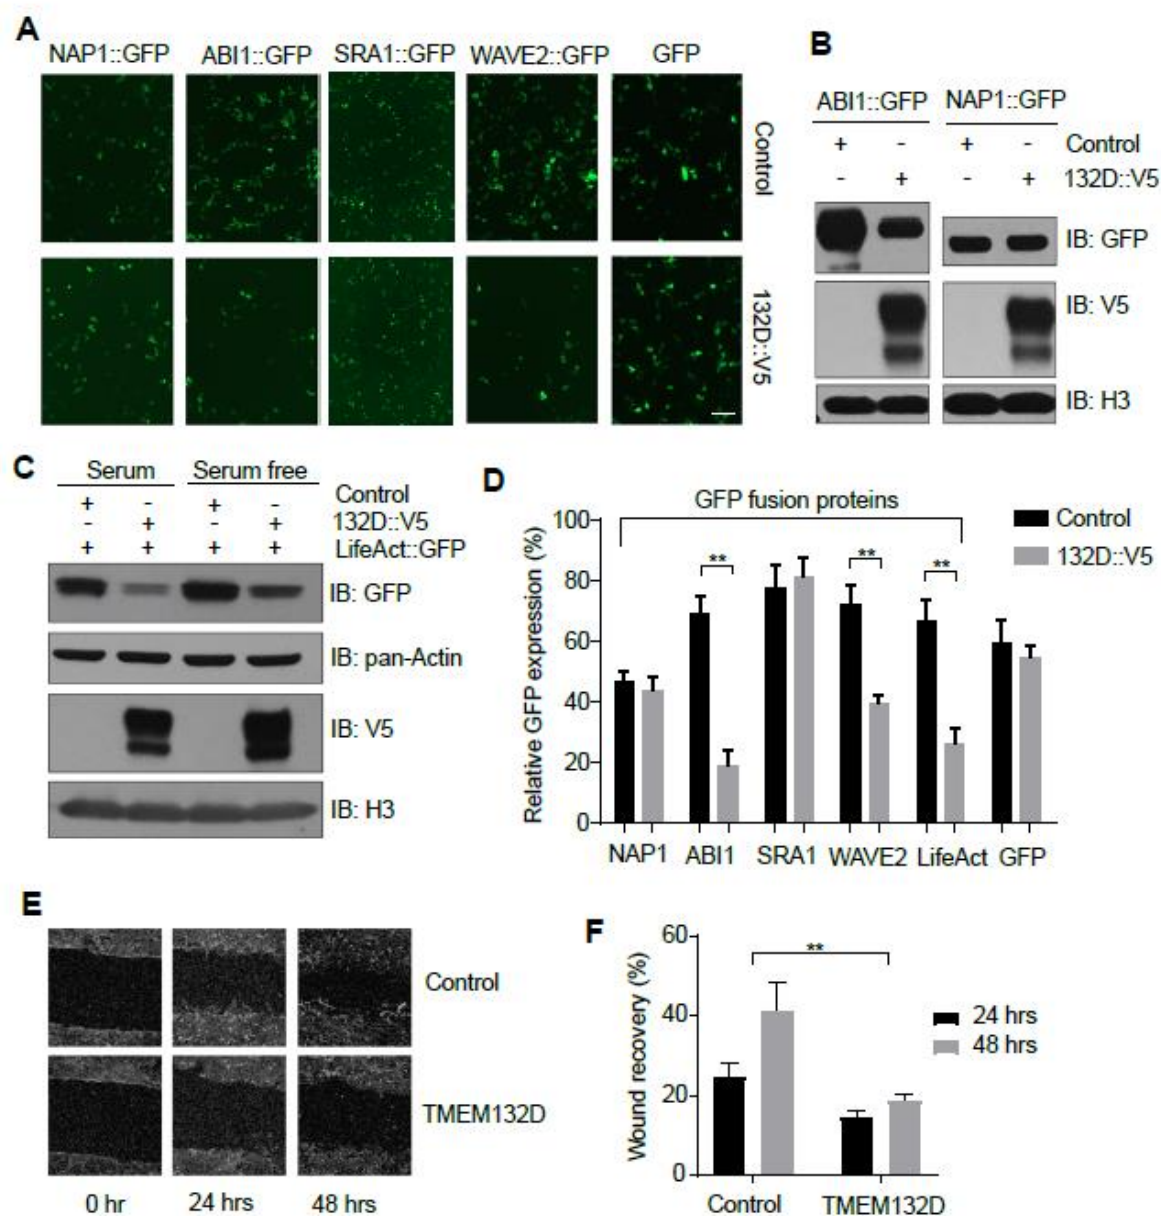 A
NAP1::GFP ABI1::GFP SRA1::GFP WAVE2::GFP GFP
Control
132D::V5
B
ABI1::GFP NAP1::GFP
+ - + - Control
- + - + 132D::V5
IB: GFP
IB: V5
IB: H3
C
Serum Serum free
+ - + - Control
- + - + 132D::V5
+ + + + LifeAct::GFP
IB: GFP
IB: pan-Actin
IB: V5
IB: H3
D
GFP fusion proteins
Control
132D::V5
Relative GFP expression (%)
100
80
60
40
20
0
** ** **
NAP1 ABI1 SRA1 WAVE2 LifeAct GFP
E
Control
TMEM132D
0 hr 24 hrs 48 hrs
F
Wound recovery (%)
60
40
20
0
**
24 hrs
48 hrs
Control TMEM132D